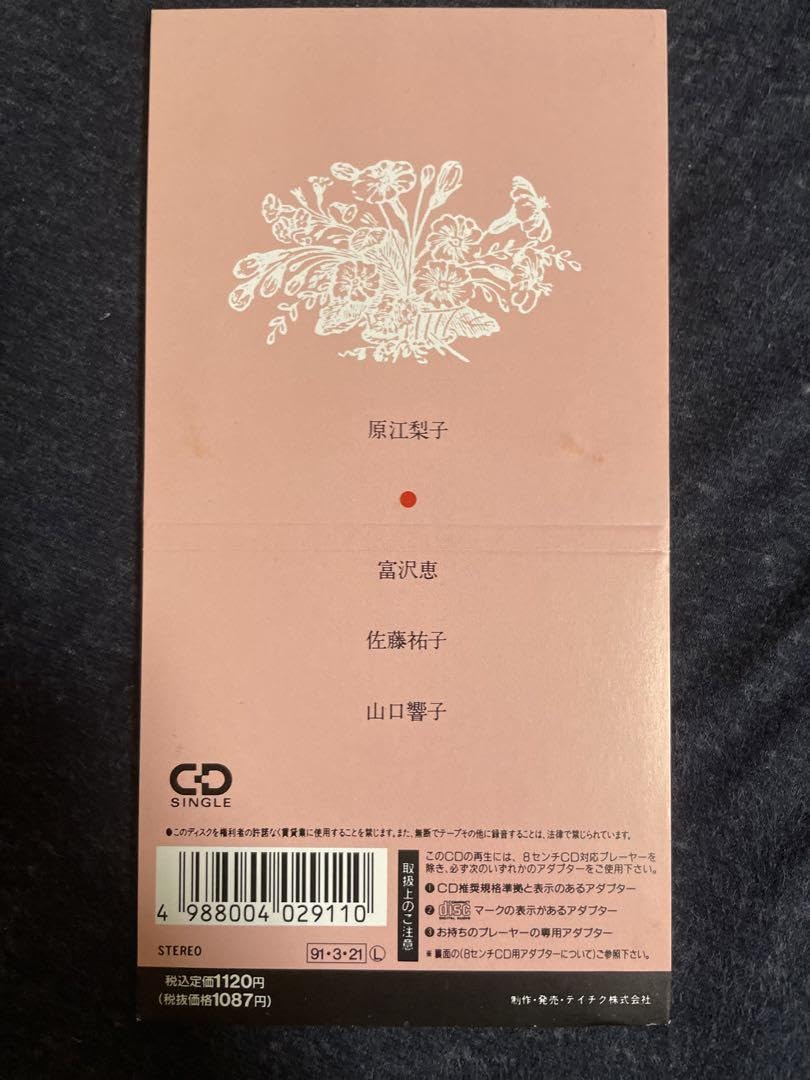 原江梨子
●
富沢恵
佐藤祐子
山口響子
CD
SINGLE
●このディスクを権利者の許諾なく賃貸業に使用することを禁じます。また、無断でテープその他に録音することは、法律で禁じられています。
4 988004 029110
取扱上のご注意
このCDの再生には、8センチCD対応プレーヤーを
除き、必ず次のいずれかのアダプターをご使用下さい。
❶CD推奨規格準拠と表示のあるアダプター
❷COMPACT disc DIGITAL AUDIOマークの表示があるアダプター
❸お持ちのプレーヤーの専用アダプター
※裏面の(8センチCD用アダプターについて)ご参照下さい。
STEREO
91・3・21 Ⓛ
税込定価1120円
(税抜価格1087円)
制作・発売・テイチク株式会社